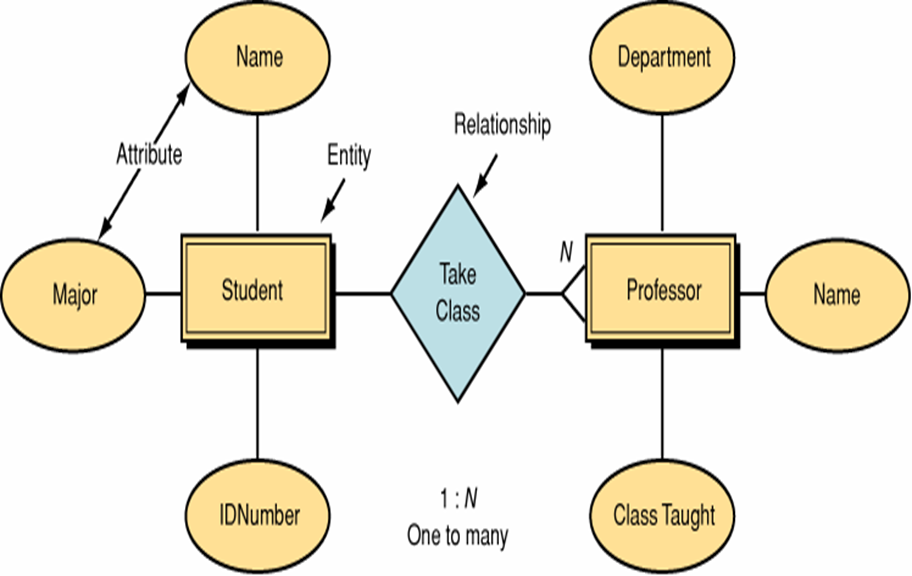 Name
Department
Relationship
Attribute
Entity
N
Major
Student
Take
Class
Professor
Name
IDNumber
1 : N
One to many
Class Taught